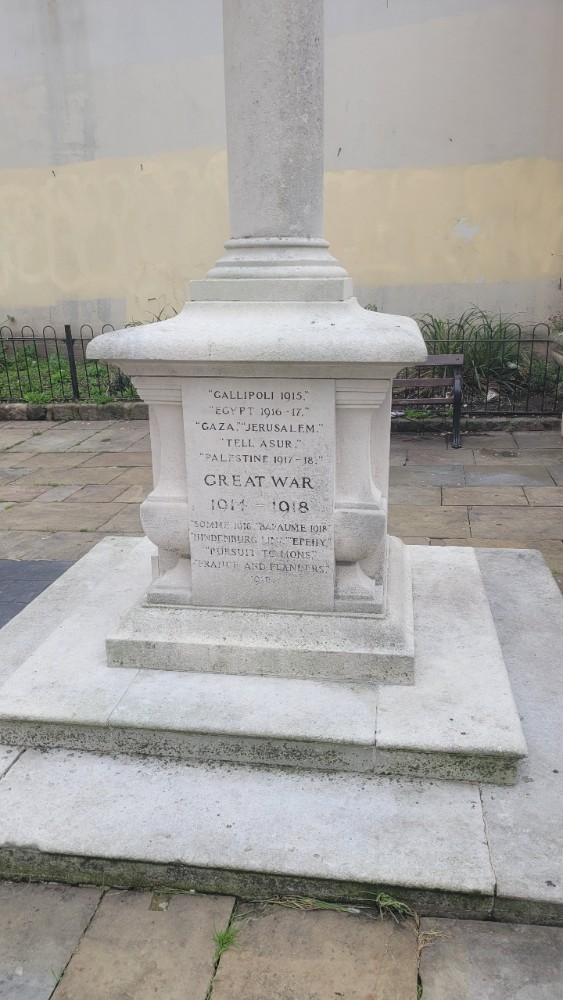 "GALLIPOLI 1915."
"EGYPT 1916-17."
"GAZA," "JERUSALEM,"
"TELL ASUR,"
"PALESTINE 1917-18."
GREAT WAR
1914 - 1918
"SOMME 1918," "BAPAUME 1918"
"HINDENBURG LINE," "EPEHY,"
"PURSUIT TO MONS,"
"FRANCE AND FLANDERS,"
1918.